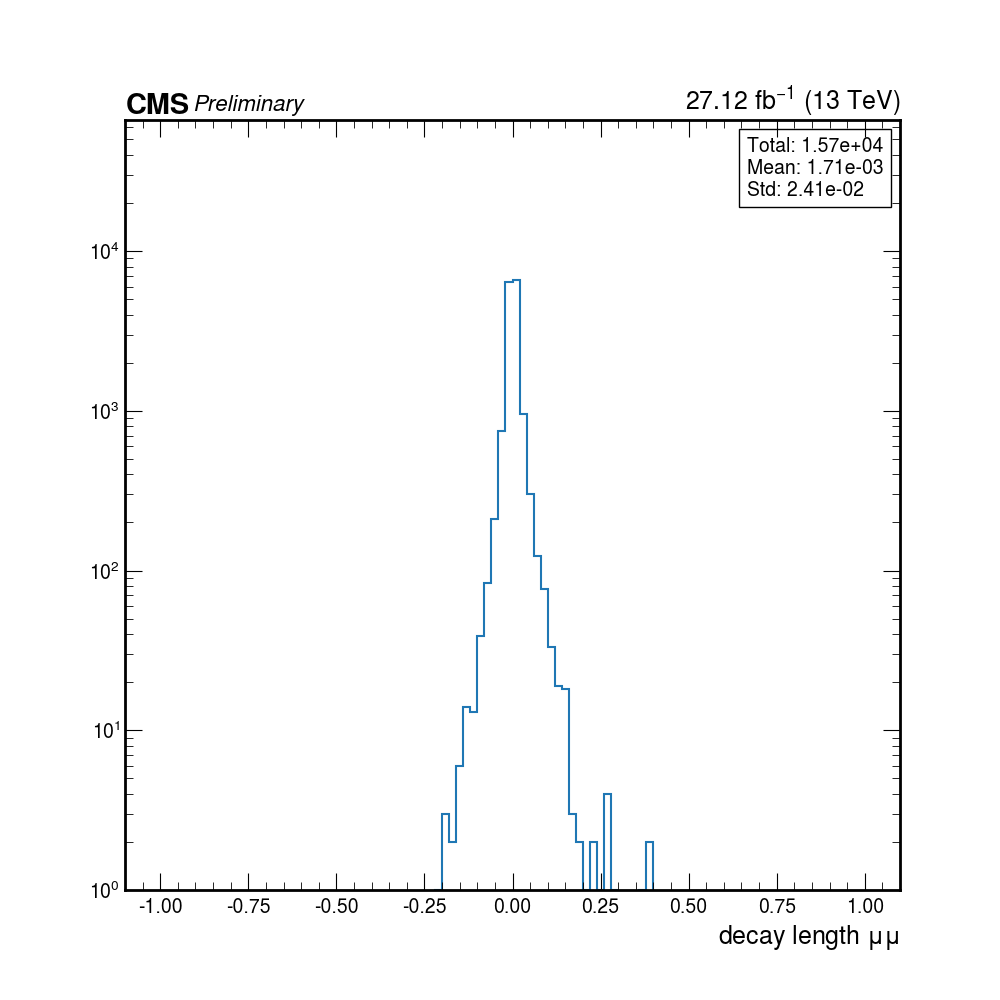 CMS Preliminary 27.12 fb⁻¹ (13 TeV)
Total: 1.57e+04
Mean: 1.71e-03
Std: 2.41e-02
10⁴
10³
10²
10¹
10⁰
-1.00 -0.75 -0.50 -0.25 0.00 0.25 0.50 0.75 1.00
decay length μμ